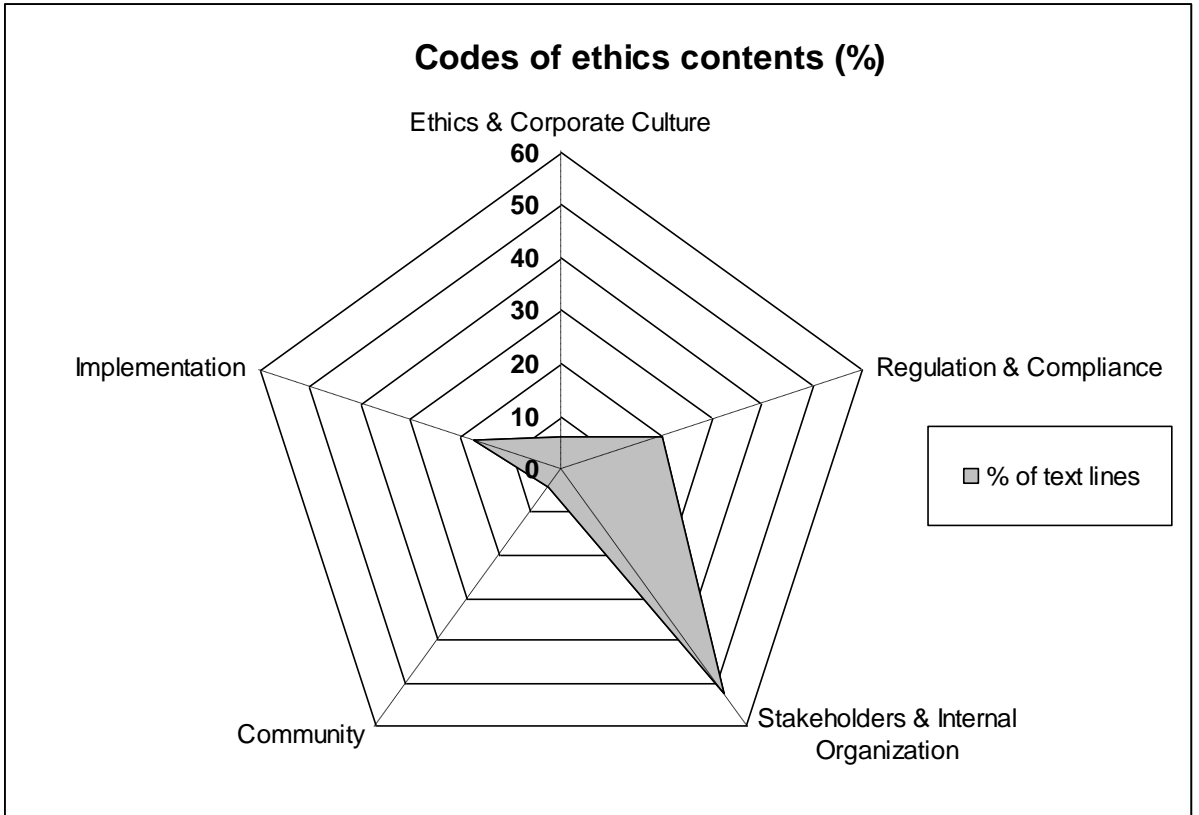 Codes of ethics contents (%)
Ethics & Corporate Culture
60
50
40
30
20
10
0
Implementation
Regulation & Compliance
% of text lines
Community
Stakeholders & Internal
Organization